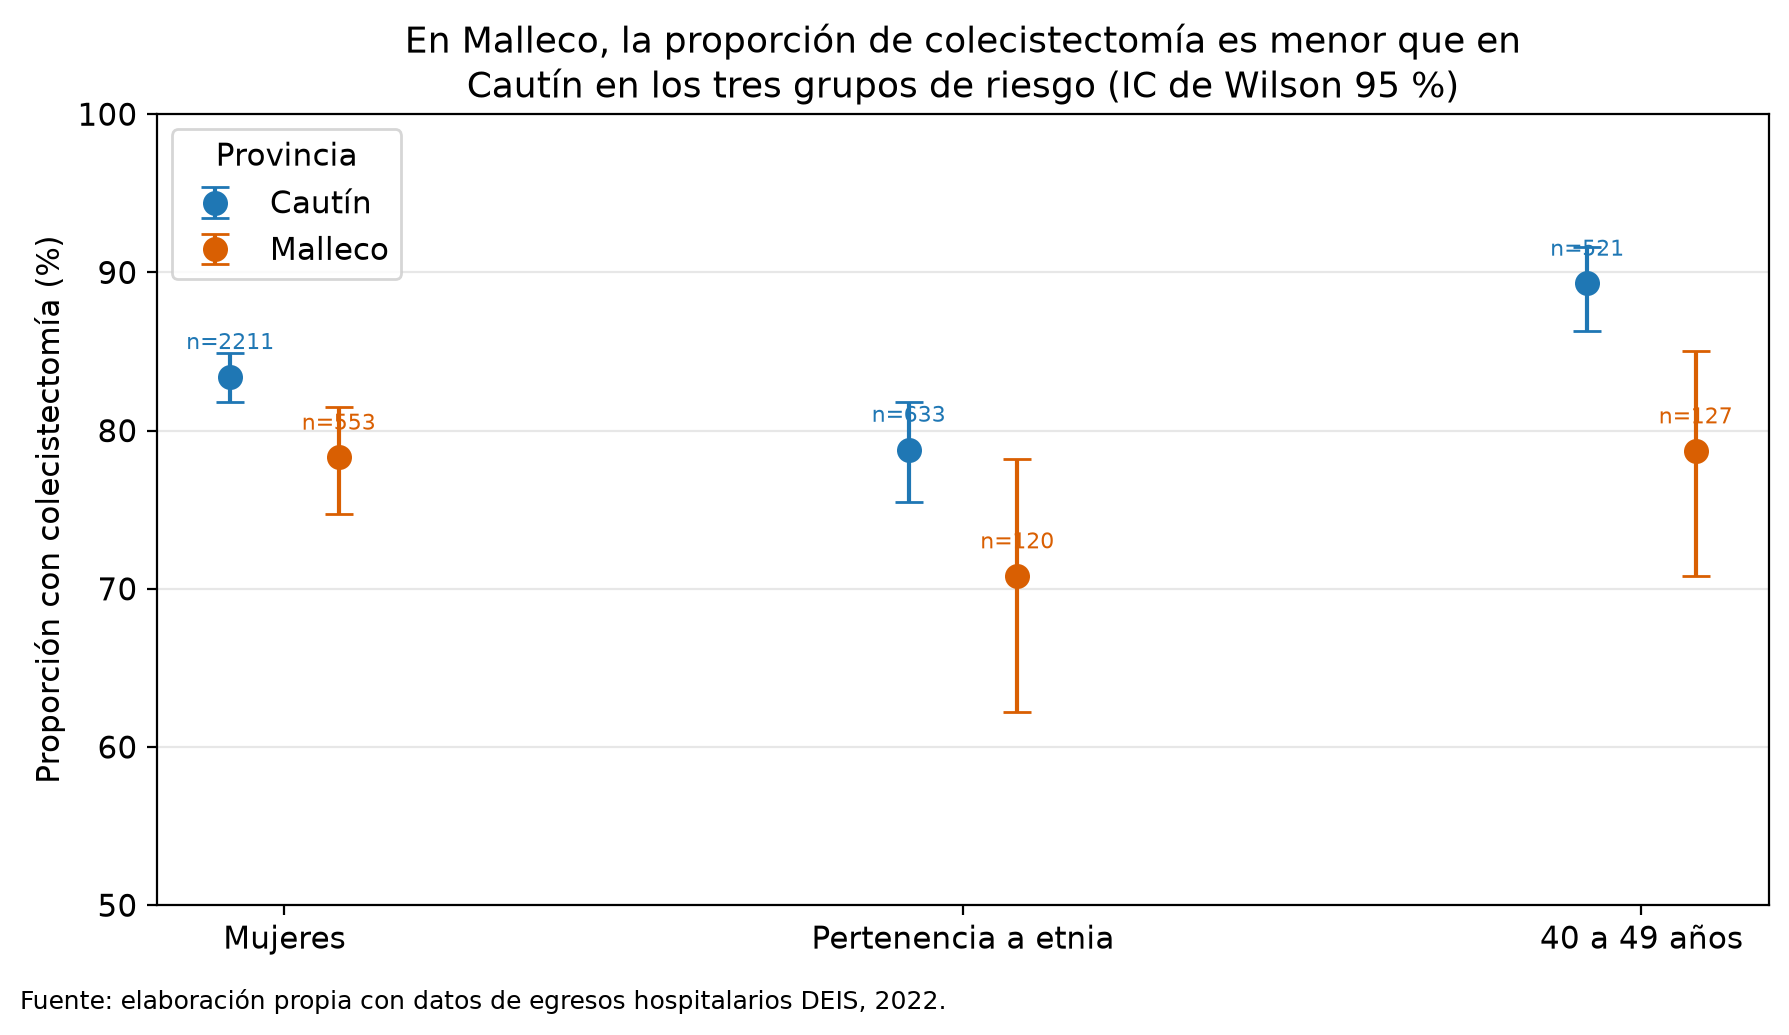 En Malleco, la proporción de colecistectomía es menor que en
Cautín en los tres grupos de riesgo (IC de Wilson 95 %)
Proporción con colecistectomía (%)
100
90
80
70
60
50
Provincia
Cautín
Malleco
n=2211
n=553
n=633
n=120
n=521
n=127
Mujeres
Pertenencia a etnia
40 a 49 años
Fuente: elaboración propia con datos de egresos hospitalarios DEIS, 2022.